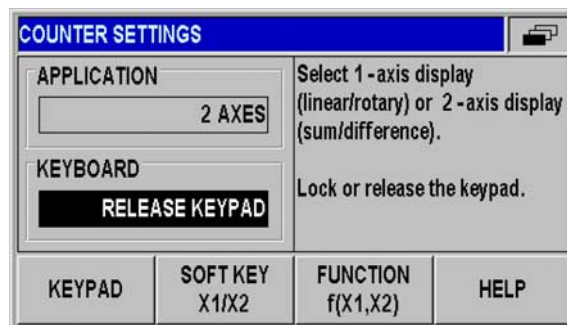 COUNTER SETTINGS
APPLICATION
2 AXES
KEYBOARD
RELEASE KEYPAD
Select 1-axis display
(linear/rotary) or 2-axis display
(sum/difference).
Lock or release the keypad.
KEYPAD
SOFT KEY
X1/X2
FUNCTION
f(X1,X2)
HELP